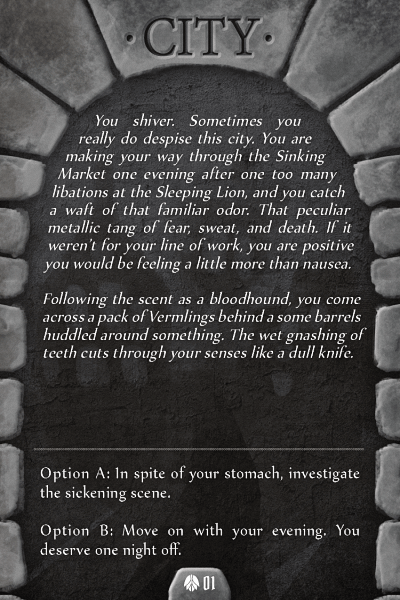 · CITY ·
You shiver. Sometimes you
really do despise this city. You are
making your way through the Sinking
Market one evening after one too many
libations at the Sleeping Lion, and you catch
a waft of that familiar odor. That peculiar
metallic tang of fear, sweat, and death. If it
weren't for your line of work, you are positive
you would be feeling a little more than nausea.
Following the scent as a bloodhound, you come
across a pack of Vermlings behind a some barrels
huddled around something. The wet gnashing of
teeth cuts through your senses like a dull knife.
Option A: In spite of your stomach, investigate
the sickening scene.
Option B: Move on with your evening. You
deserve one night off.
01